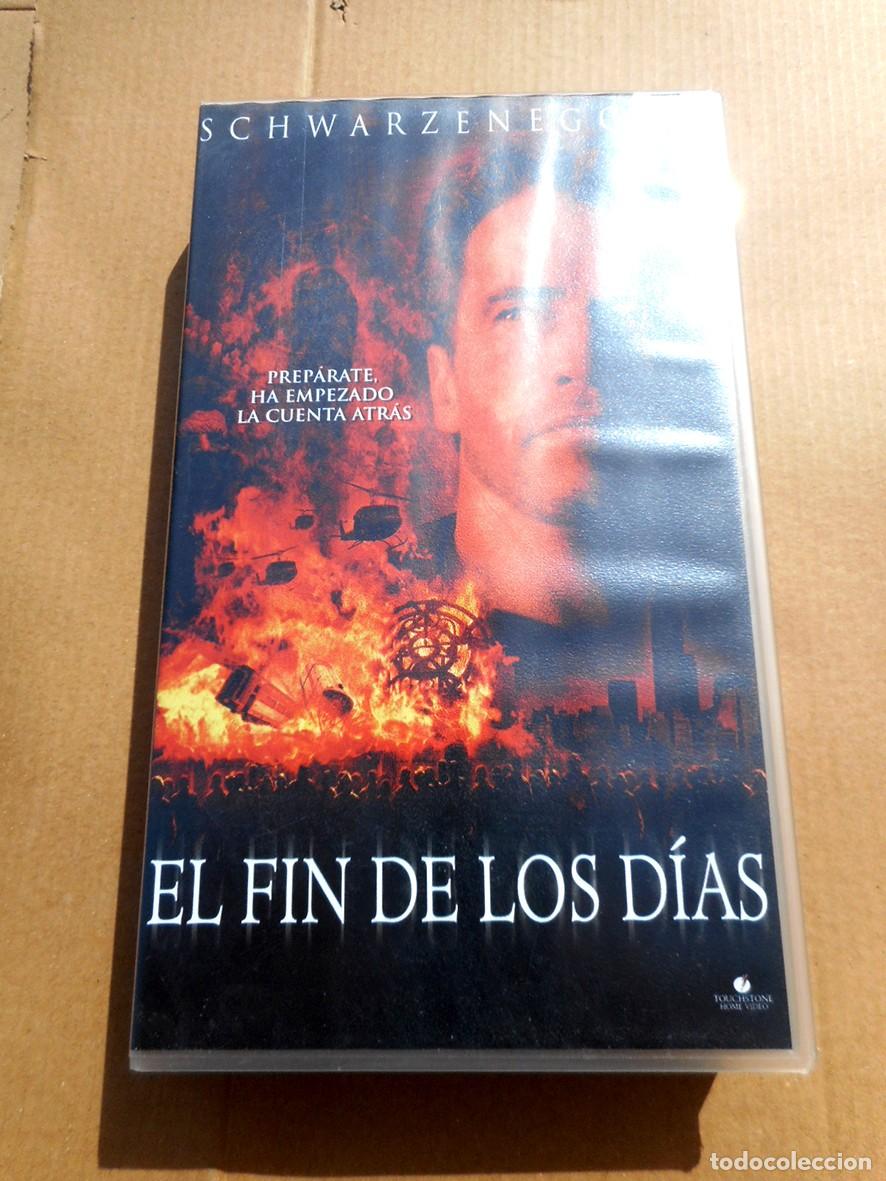 SCHWARZENEGG
PREPÁRATE,
HA EMPEZADO
LA CUENTA ATRÁS
EL FIN DE LOS DÍAS
TOUCHSTONE
HOME VIDEO
todocoleccion